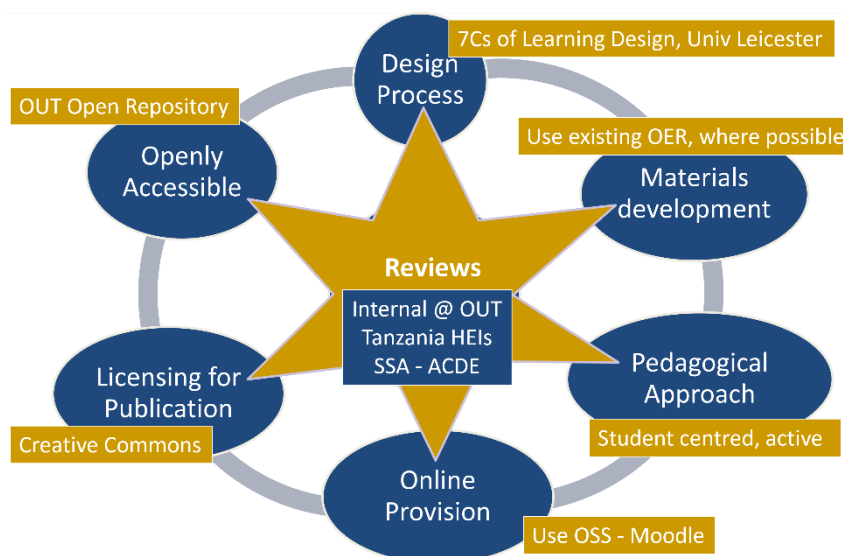 7Cs of Learning Design, Univ Leicester
Design
Process
Use existing OER, where possible
Materials
development
Pedagogical
Approach
Student centred, active
Online
Provision
Use OSS - Moodle
Licensing for
Publication
Creative Commons
OUT Open Repository
Openly
Accessible
Reviews
Internal @ OUT
Tanzania HEIs
SSA - ACDE